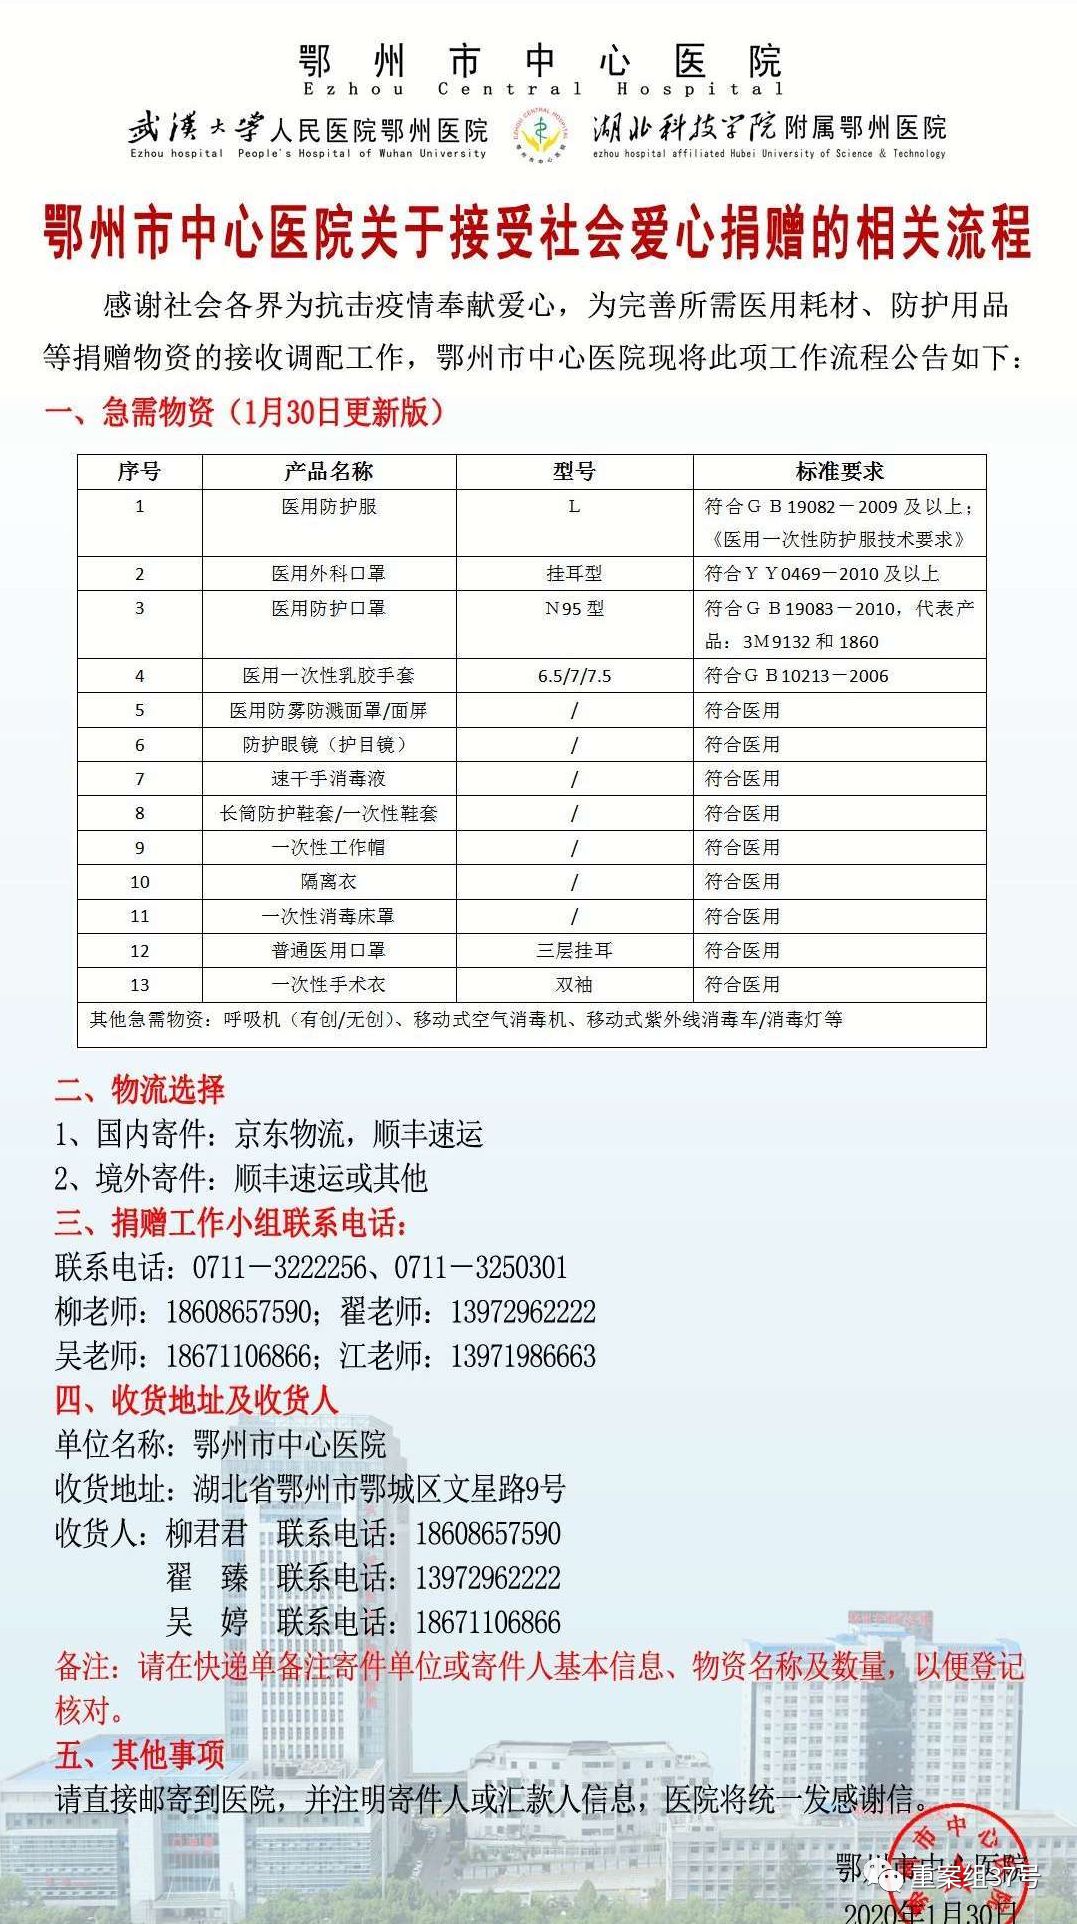 鄂州市中心医院
Ezhou Central Hospital
武漢大學人民医院鄂州医院
湖北科技学院附属鄂州医院
Ezhou hospital People's Hospital of Wuhan University
ezhou hospital affiliated Hubei University of Science & Technology
鄂州市中心医院关于接受社会爱心捐赠的相关流程
感谢社会各界为抗击疫情奉献爱心，为完善所需医用耗材、防护用品
等捐赠物资的接收调配工作，鄂州市中心医院现将此项工作流程公告如下：
一、急需物资（1月30日更新版）
序号 产品名称 型号 标准要求
1 医用防护服 L 符合ＧＢ19082－2009及以上；
《医用一次性防护服技术要求》
2 医用外科口罩 挂耳型 符合ＹＹ0469－2010及以上
3 医用防护口罩 Ｎ95型 符合ＧＢ19083－2010，代表产
品：3Ｍ9132和1860
4 医用一次性乳胶手套 6.5/7/7.5 符合ＧＢ10213－2006
5 医用防雾防溅面罩/面屏 / 符合医用
6 防护眼镜（护目镜） / 符合医用
7 速干手消毒液 / 符合医用
8 长筒防护鞋套/一次性鞋套 / 符合医用
9 一次性工作帽 / 符合医用
10 隔离衣 / 符合医用
11 一次性消毒床罩 / 符合医用
12 普通医用口罩 三层挂耳 符合医用
13 一次性手术衣 双袖 符合医用
其他急需物资：呼吸机（有创/无创）、移动式空气消毒机、移动式紫外线消毒车/消毒灯等
二、物流选择
1、国内寄件：京东物流，顺丰速运
2、境外寄件：顺丰速运或其他
三、捐赠工作小组联系电话：
联系电话：0711－3222256、0711－3250301
柳老师：18608657590；翟老师：13972962222
吴老师：18671106866；江老师：13971986663
四、收货地址及收货人
单位名称：鄂州市中心医院
收货地址：湖北省鄂州市鄂城区文星路9号
收货人：柳君君 联系电话：18608657590
翟 臻 联系电话：13972962222
吴 婷 联系电话：18671106866
备注：请在快递单备注寄件单位或寄件人基本信息、物资名称及数量，以便登记
核对。
五、其他事项
请直接邮寄到医院，并注明寄件人或汇款人信息，医院将统一发感谢信。
鄂州市中心医院
重案组37号
2020年1月30日